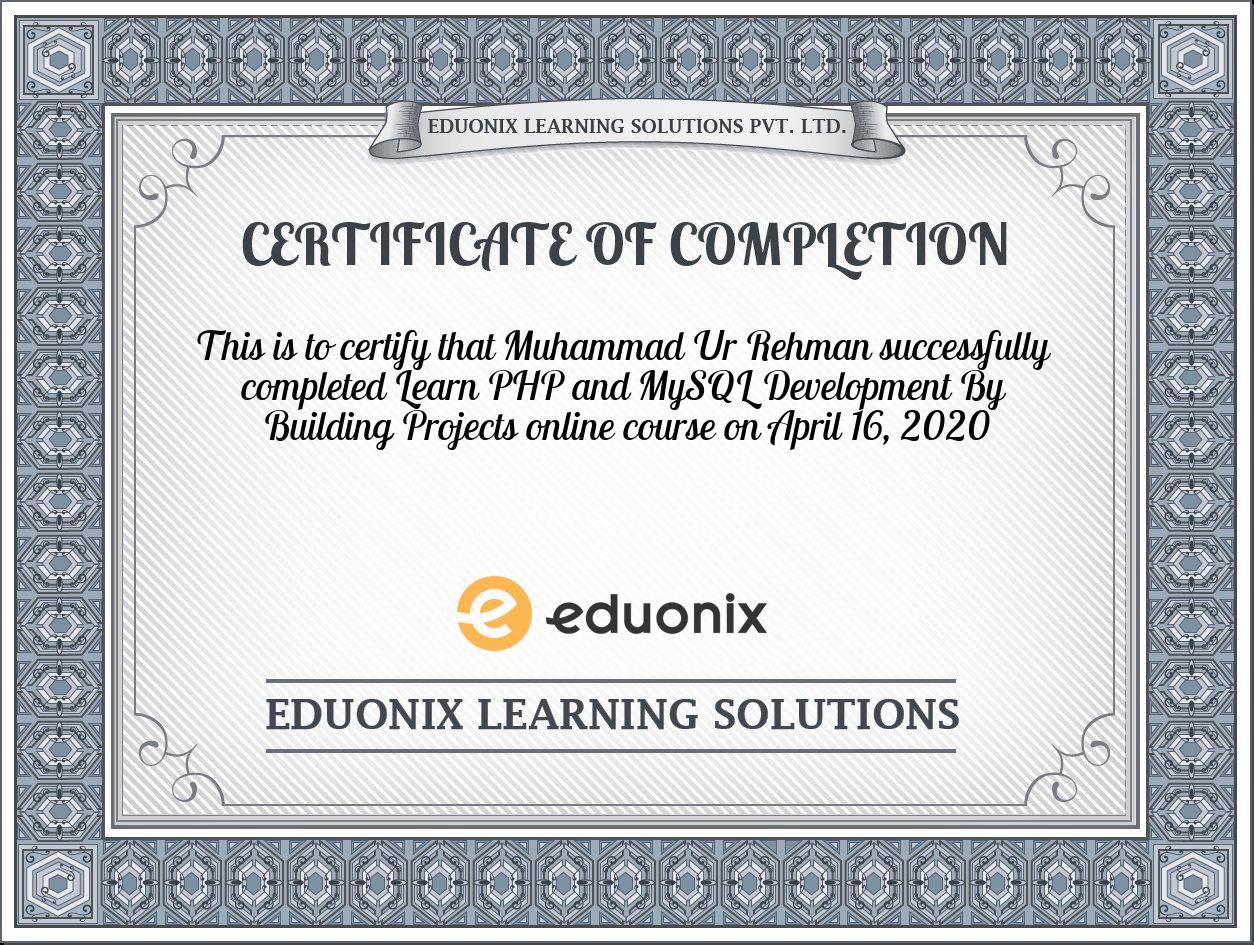 EDUONIX LEARNING SOLUTIONS PVT. LTD.
CERTIFICATE OF COMPLETION
This is to certify that Muhammad Ur Rehman successfully
completed Learn PHP and MySQL Development By
Building Projects online course on April 16, 2020
eduonix
EDUONIX LEARNING SOLUTIONS